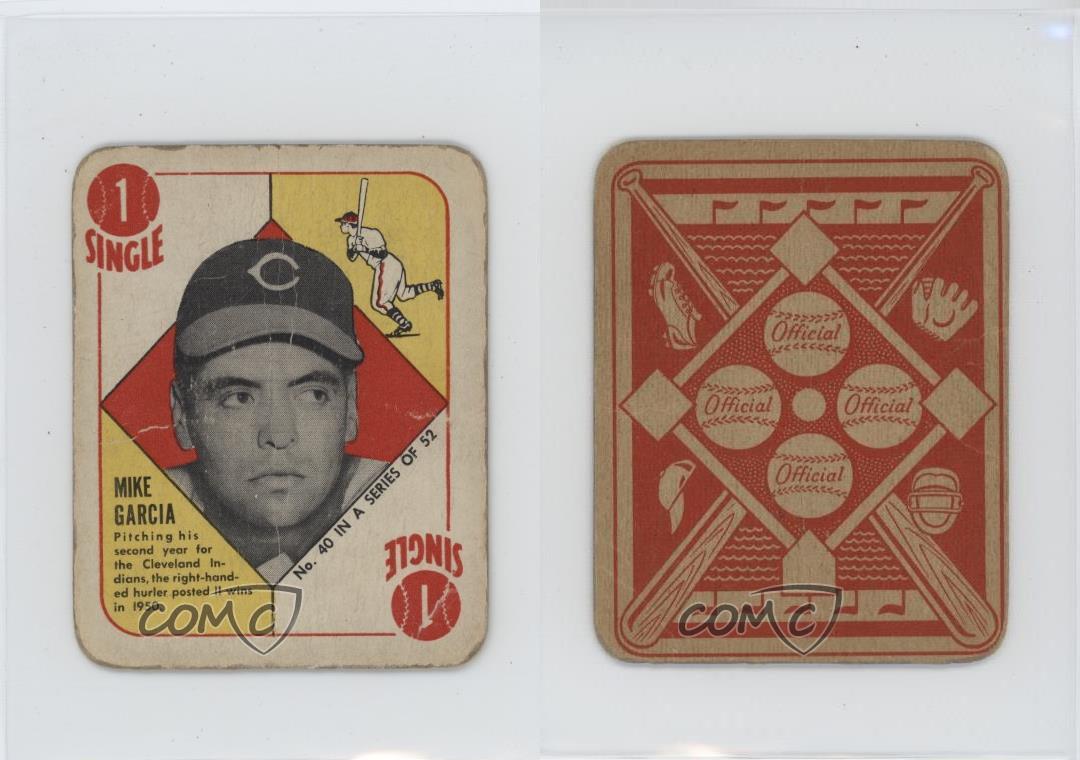 1
SINGLE
C
MIKE
GARCIA
Pitching his
second year for
the Cleveland In-
dians, the right-hand-
ed hurler posted 11 wins
in 1950.
No. 40 IN A SERIES OF 52
SINGLE
1
COMC
Official
Official
Official
Official
COMC